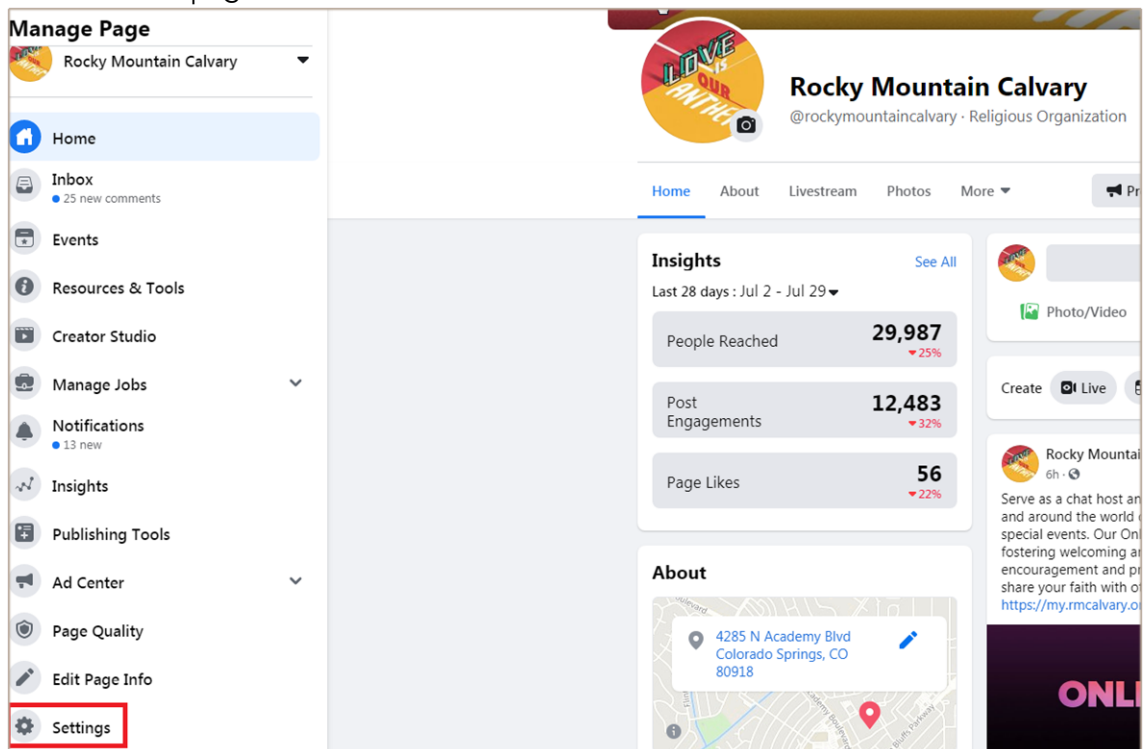 pag
Manage Page
Rocky Mountain Calvary
Home
Inbox
25 new comments
Events
Resources & Tools
Creator Studio
Manage Jobs
Notifications
13 new
Insights
Publishing Tools
Ad Center
Page Quality
Edit Page Info
Settings
LOVE
IS
OUR
ANTHEM
Rocky Mountain Calvary
@rockymountaincalvary · Religious Organization
Home About Livestream Photos More Pr
Insights See All
Last 28 days : Jul 2 - Jul 29
People Reached 29,987
25%
Post
Engagements 12,483
32%
Page Likes 56
22%
About
4285 N Academy Blvd
Colorado Springs, CO
80918
Photo/Video
Create Live
Rocky Mountai
6h ·
Serve as a chat host an
and around the world
special events. Our Onl
fostering welcoming a
encouragement and pr
share your faith with o
https://my.rmcalvary.o
ONLI